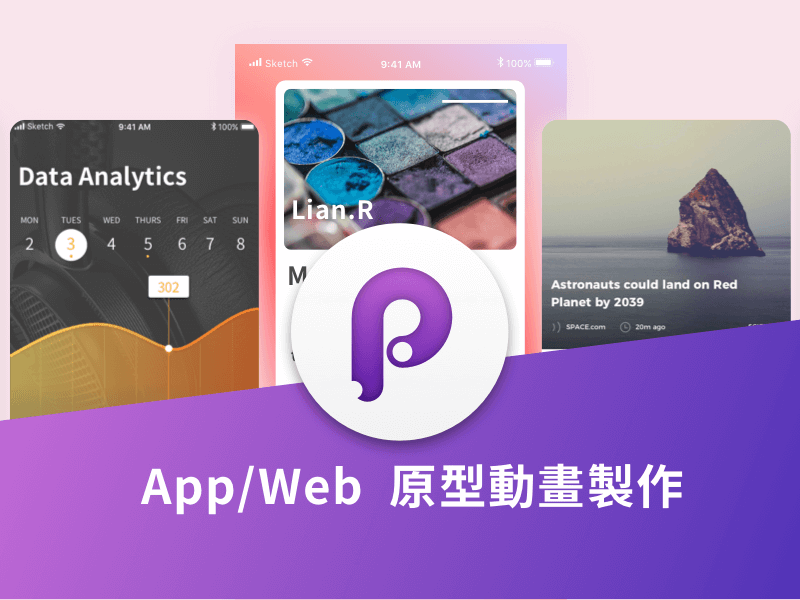 Sketch 9:41 AM 100%
Lian.R
M
Sketch 9:41 AM 100%
Data Analytics
MON TUES WED THURS FRI SAT SUN
2 3 4 5 6 7 8
302
Astronauts could land on Red
Planet by 2039
SPACE.com 20m ago
App/Web 原型動畫製作